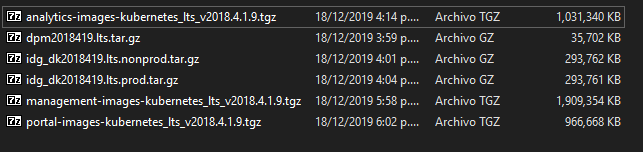 analytics-images-kubernetes_lts_v2018.4.1.9.tgz 18/12/2019 4:14 p.... Archivo TGZ 1,031,340 KB
dpm2018419.lts.tar.gz 18/12/2019 3:59 p.... Archivo GZ 35,702 KB
idg_dk2018419.lts.nonprod.tar.gz 18/12/2019 4:01 p.... Archivo GZ 293,762 KB
idg_dk2018419.lts.prod.tar.gz 18/12/2019 4:04 p.... Archivo GZ 293,761 KB
management-images-kubernetes_lts_v2018.4.1.9.tgz 18/12/2019 5:58 p.... Archivo TGZ 1,909,354 KB
portal-images-kubernetes_lts_v2018.4.1.9.tgz 18/12/2019 6:02 p.... Archivo TGZ 966,668 KB